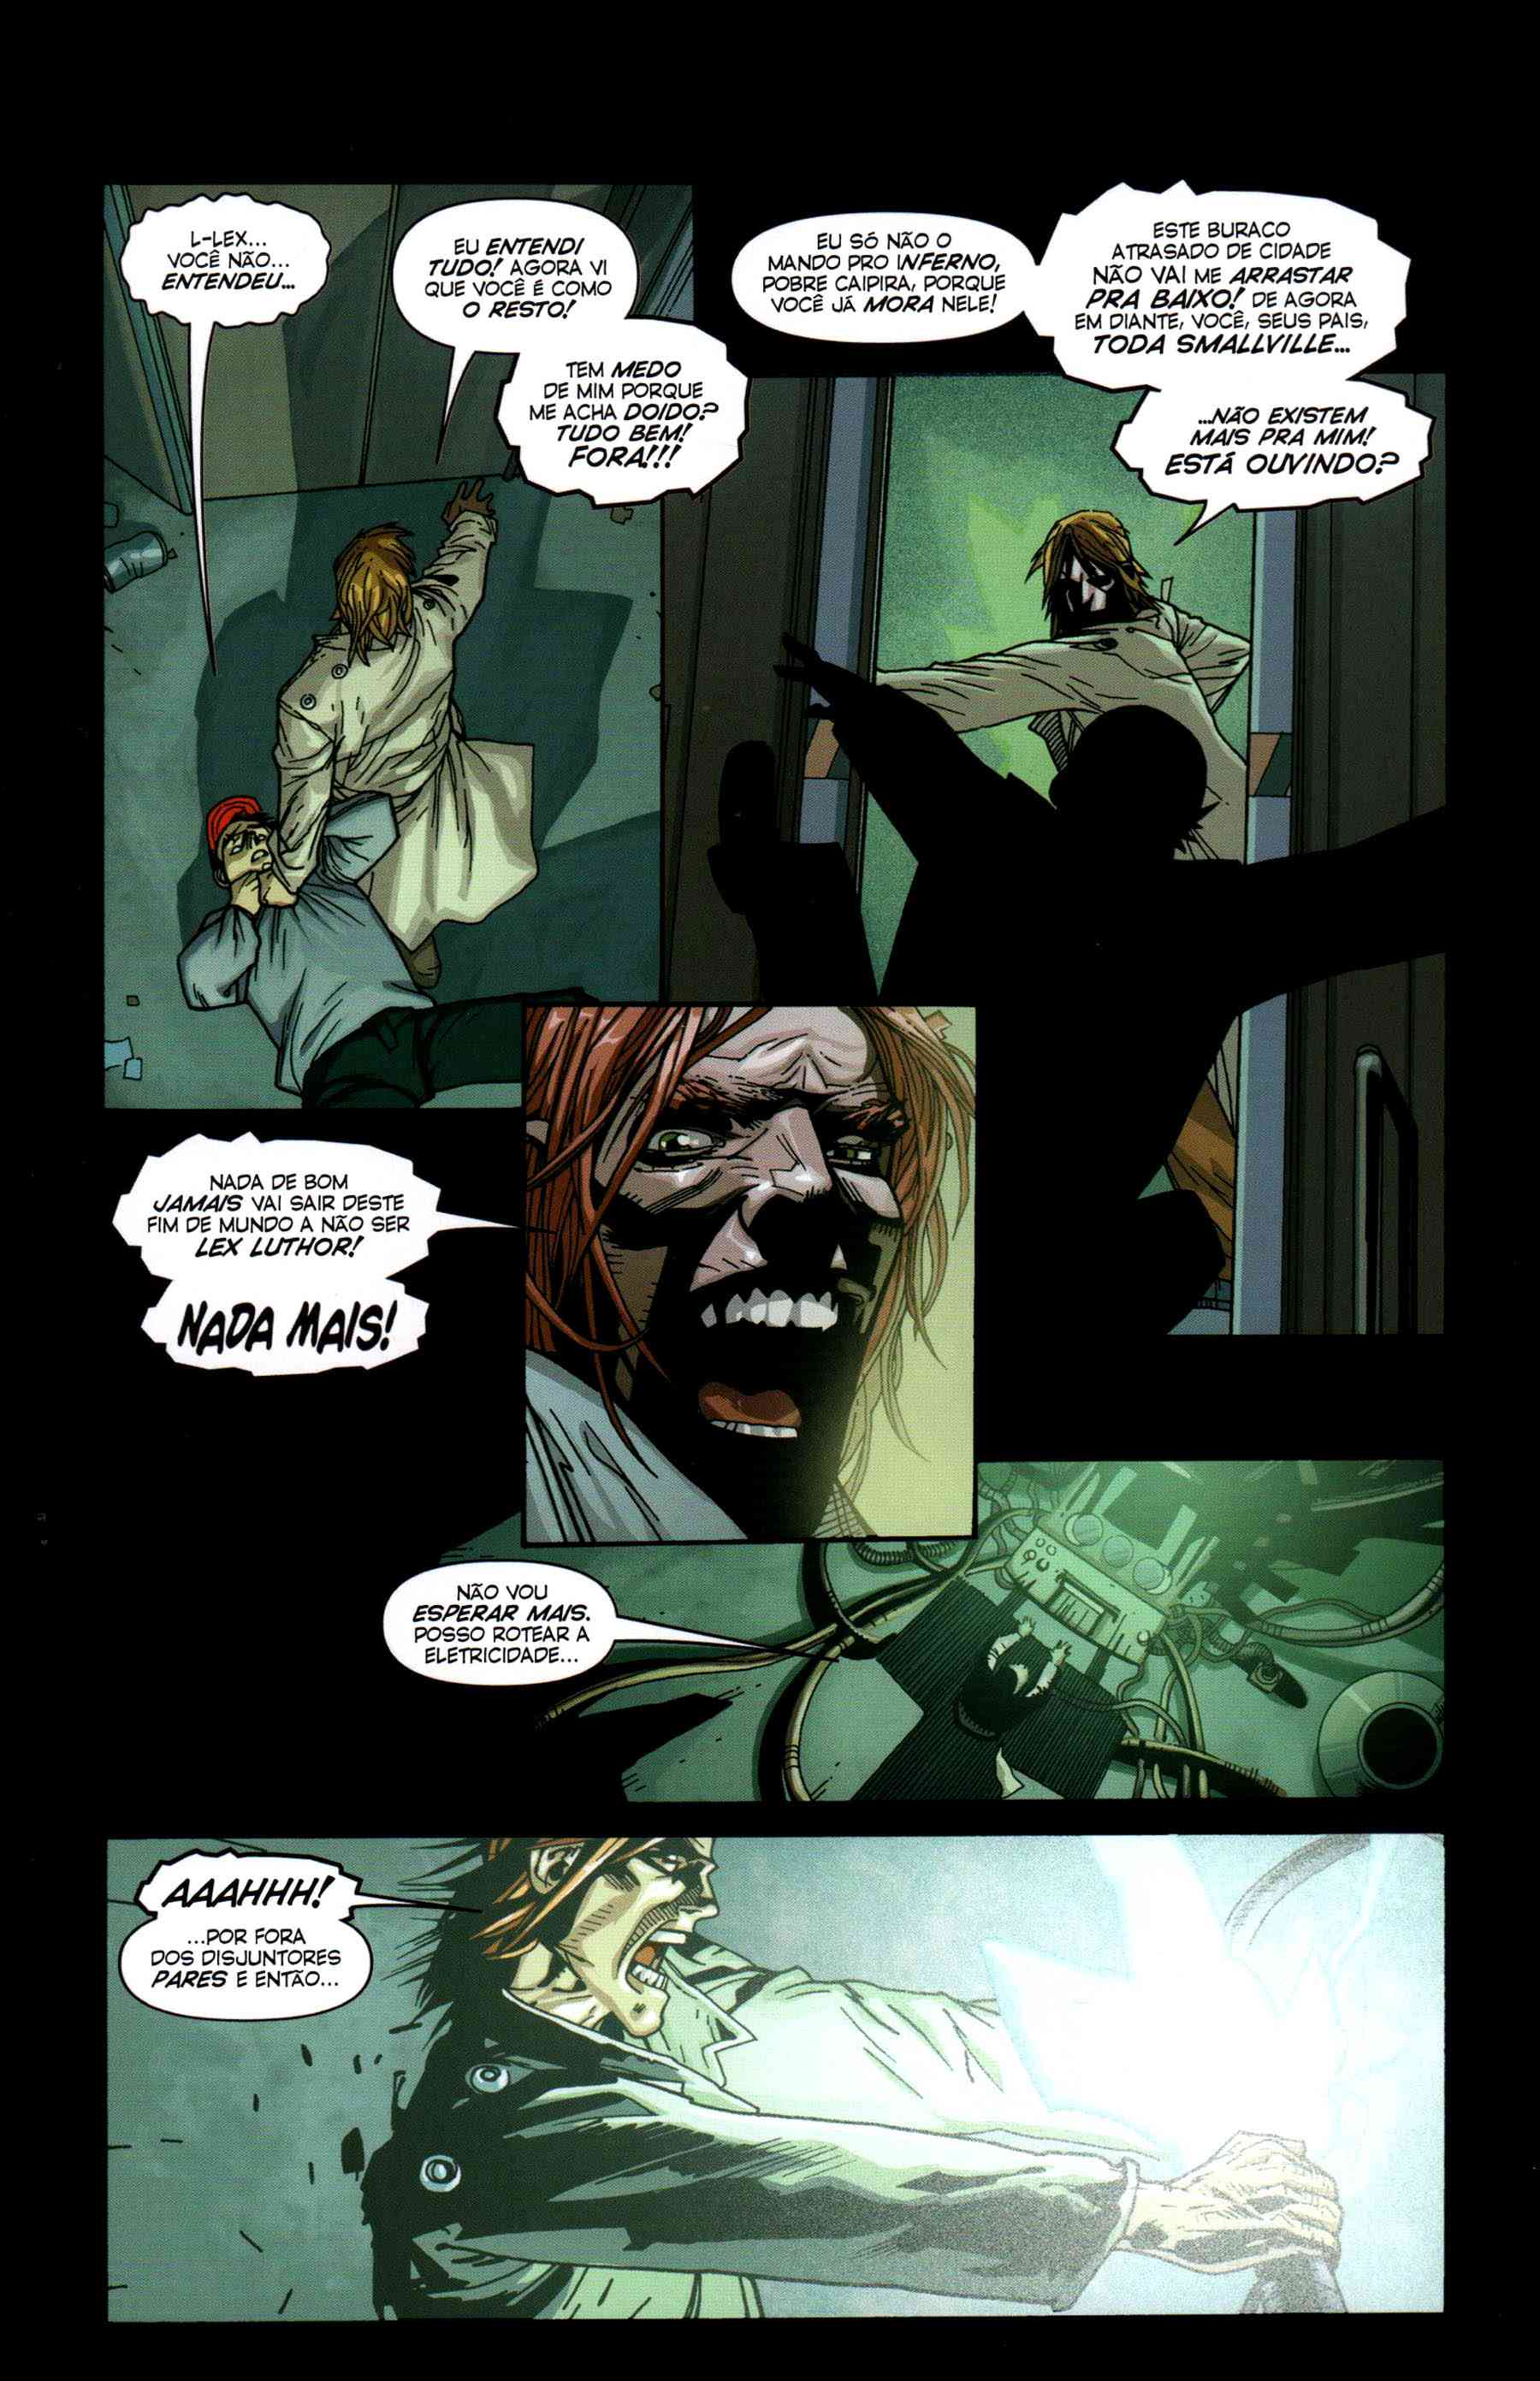 L-LEX...
VOCÊ NÃO...
ENTENDEU...
EU ENTENDI
TUDO! AGORA VI
QUE VOCÊ É COMO
O RESTO!
TEM MEDO
DE MIM PORQUE
ME ACHA DOIDO?
TUDO BEM!
FORA!!!
EU SÓ NÃO O
MANDO PRO INFERNO,
POBRE CAIPIRA, PORQUE
VOCÊ JÁ MORA NELE!
ESTE BURACO
ATRASADO DE CIDADE
NÃO VAI ME ARRASTAR
PRA BAIXO! DE AGORA
EM DIANTE, VOCÊ, SEUS PAIS,
TODA SMALLVILLE...
...NÃO EXISTEM
MAIS PRA MIM!
ESTÁ OUVINDO?
NADA DE BOM
JAMAIS VAI SAIR DESTE
FIM DE MUNDO A NÃO SER
LEX LUTHOR!
NADA MAIS!
NÃO VOU
ESPERAR MAIS.
POSSO ROTEAR A
ELETRICIDADE...
AAAHHH!
...POR FORA
DOS DISJUNTORES
PARES E ENTÃO...